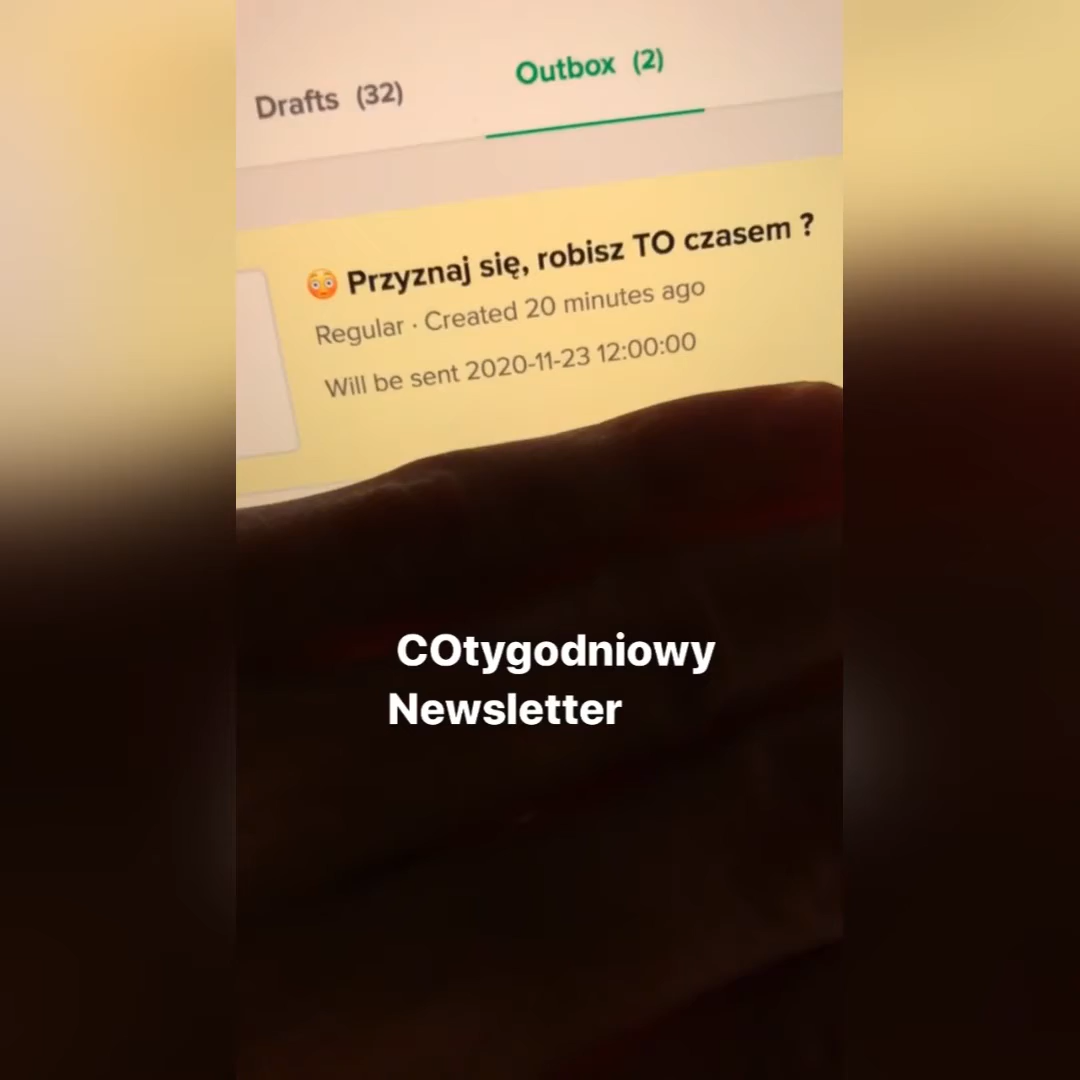 Drafts (32) Outbox (2)
😳 Przyznaj się, robisz TO czasem ?
Regular · Created 20 minutes ago
Will be sent 2020-11-23 12:00:00
COtygodniowy
Newsletter